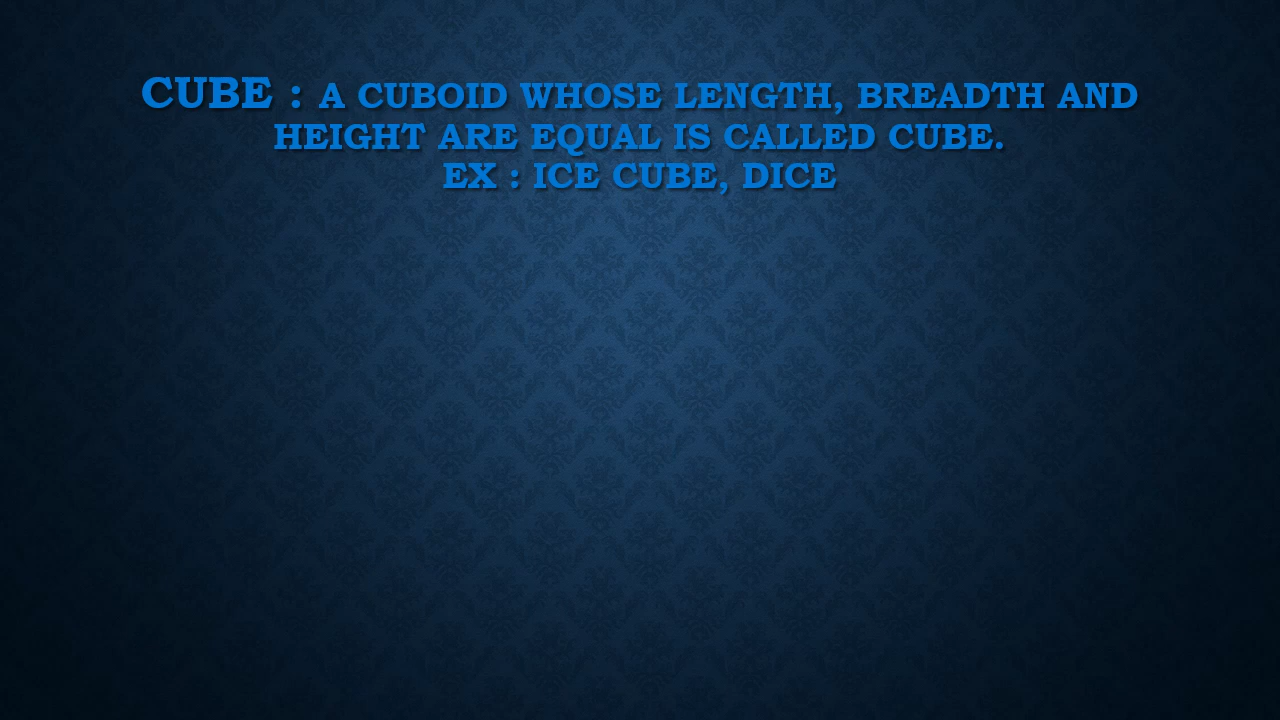 CUBE : A CUBOID WHOSE LENGTH, BREADTH AND
HEIGHT ARE EQUAL IS CALLED CUBE.
EX : ICE CUBE, DICE